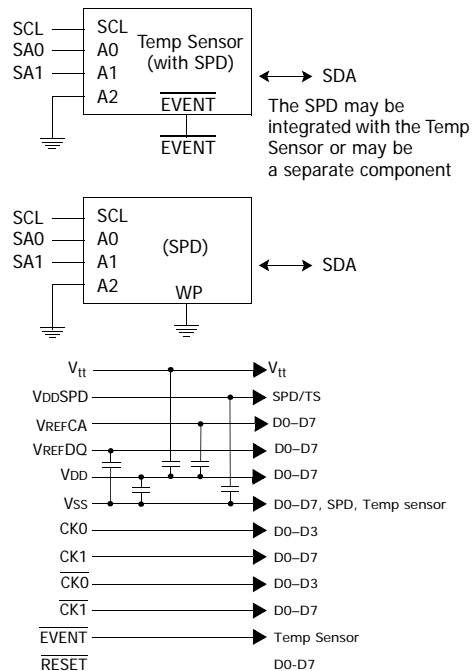 SCL SCL Temp Sensor
SA0 A0 (with SPD)
SA1 A1 SDA
A2 EVENT
EVENT
The SPD may be
integrated with the Temp
Sensor or may be
a separate component
SCL SCL
SA0 A0 (SPD)
SA1 A1 SDA
A2 WP
Vtt Vtt
VDDSPD SPD/TS
VREFCA D0–D7
VREFDQ D0–D7
VDD D0–D7
VSS D0–D7, SPD, Temp sensor
CK0 D0–D3
CK1 D0–D7
CK0 D0–D3
CK1 D0–D7
EVENT Temp Sensor
RESET D0-D7